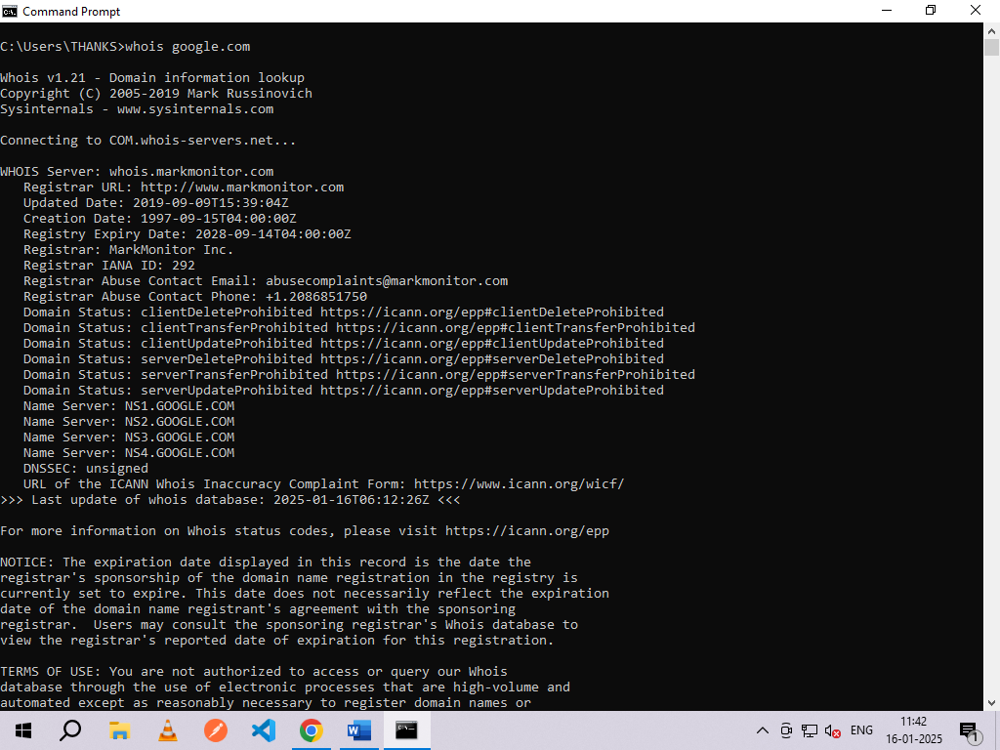 Command Prompt
C:\Users\THANKS>whois google.com
Whois v1.21 - Domain information lookup
Copyright (C) 2005-2019 Mark Russinovich
Sysinternals - www.sysinternals.com
Connecting to COM.whois-servers.net...
WHOIS Server: whois.markmonitor.com
Registrar URL: http://www.markmonitor.com
Updated Date: 2019-09-09T15:39:04Z
Creation Date: 1997-09-15T04:00:00Z
Registry Expiry Date: 2028-09-14T04:00:00Z
Registrar: MarkMonitor Inc.
Registrar IANA ID: 292
Registrar Abuse Contact Email: abusecomplaints@markmonitor.com
Registrar Abuse Contact Phone: +1.2086851750
Domain Status: clientDeleteProhibited https://icann.org/epp#clientDeleteProhibited
Domain Status: clientTransferProhibited https://icann.org/epp#clientTransferProhibited
Domain Status: clientUpdateProhibited https://icann.org/epp#clientUpdateProhibited
Domain Status: serverDeleteProhibited https://icann.org/epp#serverDeleteProhibited
Domain Status: serverTransferProhibited https://icann.org/epp#serverTransferProhibited
Domain Status: serverUpdateProhibited https://icann.org/epp#serverUpdateProhibited
Name Server: NS1.GOOGLE.COM
Name Server: NS2.GOOGLE.COM
Name Server: NS3.GOOGLE.COM
Name Server: NS4.GOOGLE.COM
DNSSEC: unsigned
URL of the ICANN Whois Inaccuracy Complaint Form: https://www.icann.org/wicf/
>>> Last update of whois database: 2025-01-16T06:12:26Z <<<
For more information on Whois status codes, please visit https://icann.org/epp
NOTICE: The expiration date displayed in this record is the date the
registrar's sponsorship of the domain name registration in the registry is
currently set to expire. This date does not necessarily reflect the expiration
date of the domain name registrant's agreement with the sponsoring
registrar.  Users may consult the sponsoring registrar's Whois database to
view the registrar's reported date of expiration for this registration.
TERMS OF USE: You are not authorized to access or query our Whois
database through the use of electronic processes that are high-volume and
automated except as reasonably necessary to register domain names or
ENG
11:42
16-01-2025
1